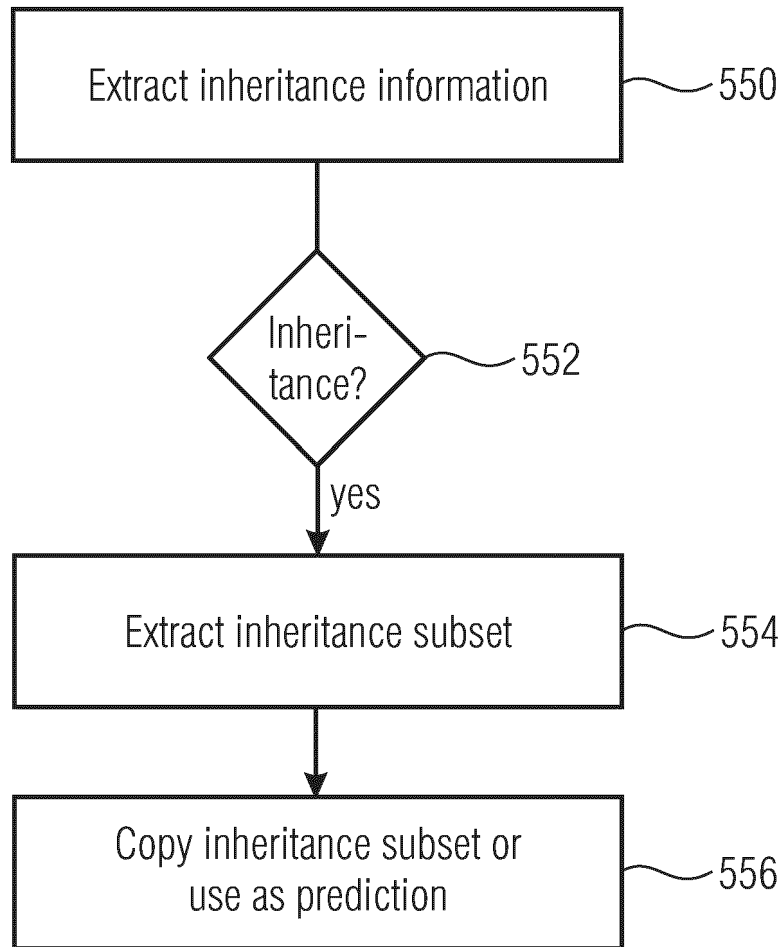 Extract inheritance information
550
Inheri-
tance?
552
yes
Extract inheritance subset
554
Copy inheritance subset or
use as prediction
556